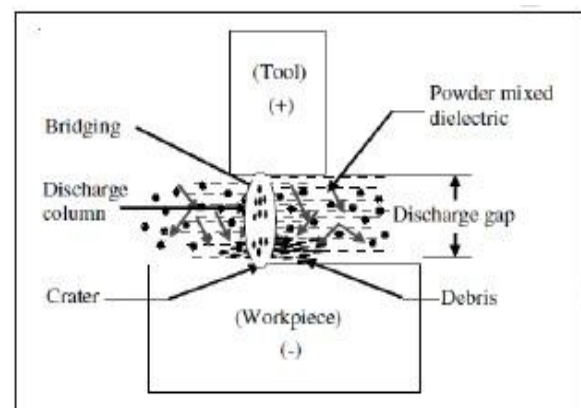 (Tool)
(+)
Powder mixed
dielectric
Bridging
Discharge
column
Discharge gap
Crater
Debris
(Workpiece)
(-)